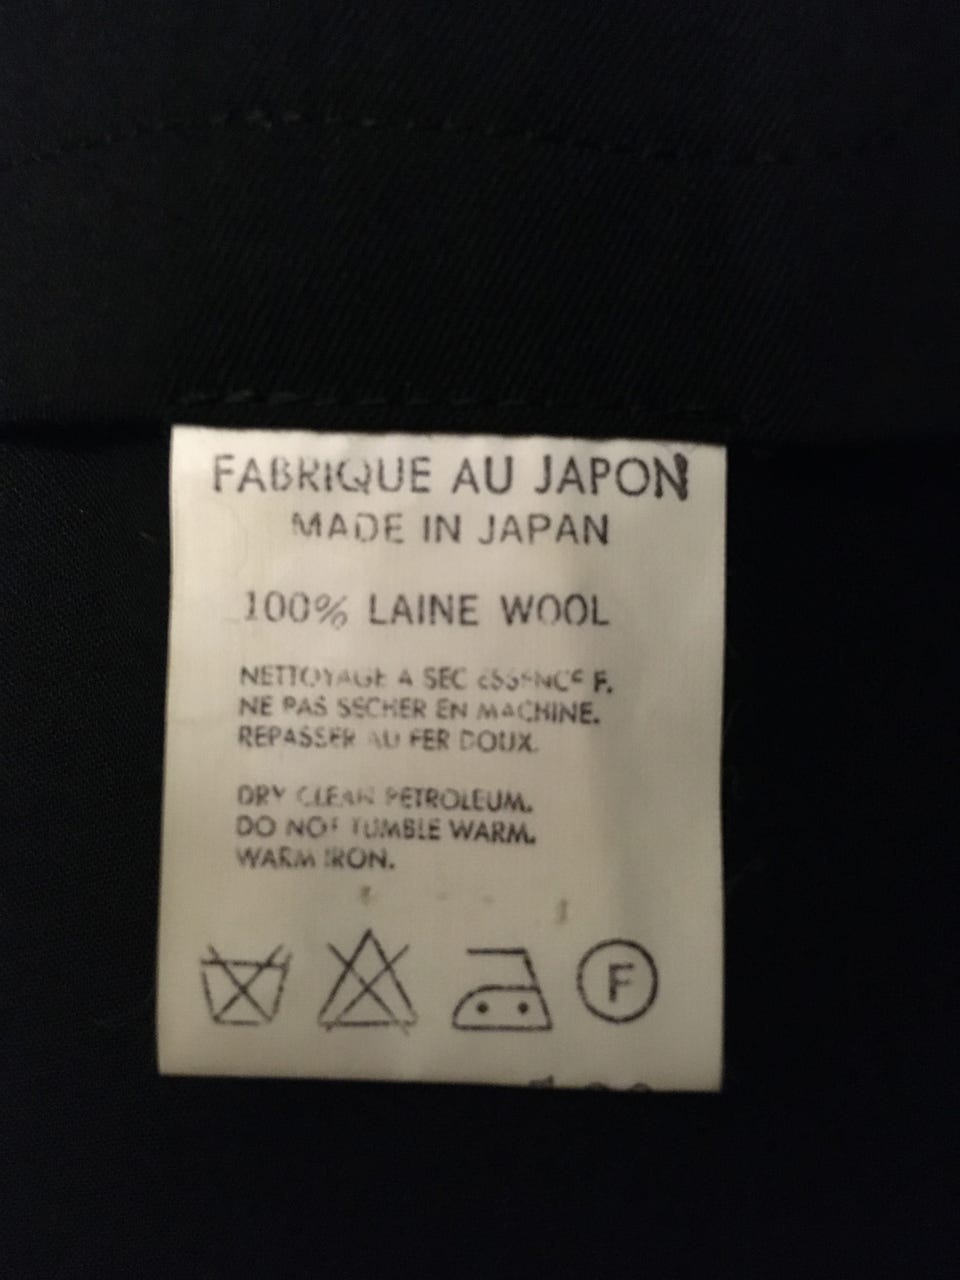 FABRIQUE AU JAPON
MADE IN JAPAN
100% LAINE WOOL
NETTOYAGE A SEC ESSENCE F.
NE PAS SECHER EN MACHINE.
REPASSER AU FER DOUX.
DRY CLEAN PETROLEUM.
DO NOT TUMBLE WARM.
WARM IRON.
F